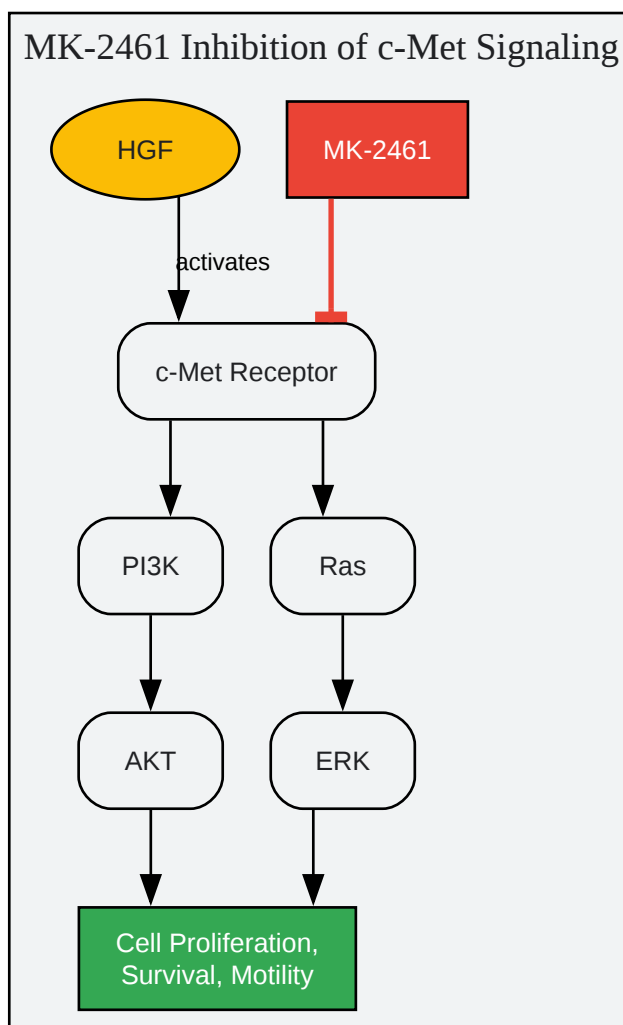 MK-2461 Inhibition of c-Met Signaling
HGF
MK-2461
activates
c-Met Receptor
PI3K
Ras
AKT
ERK
Cell Proliferation,
Survival, Motility